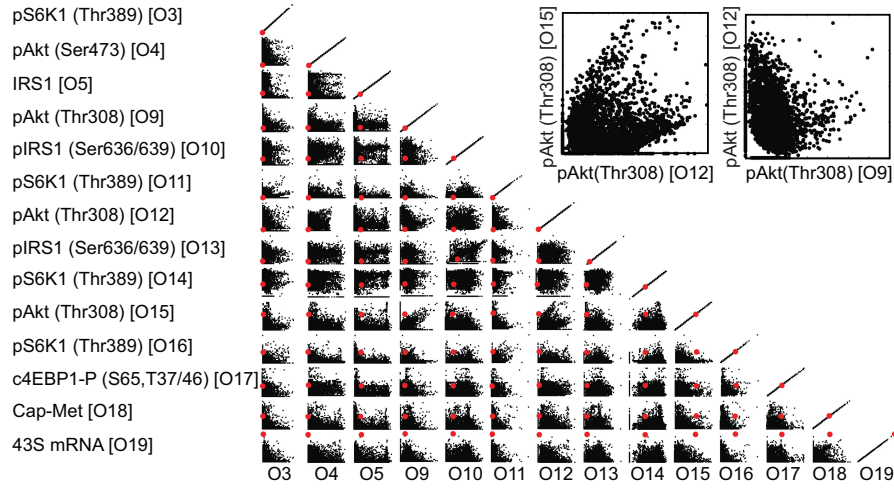 pS6K1 (Thr389) [O3]
pAkt (Ser473) [O4]
IRS1 [O5]
pAkt (Thr308) [O9]
pIRS1 (Ser636/639) [O10]
pS6K1 (Thr389) [O11]
pAkt (Thr308) [O12]
pIRS1 (Ser636/639) [O13]
pS6K1 (Thr389) [O14]
pAkt (Thr308) [O15]
pS6K1 (Thr389) [O16]
c4EBP1-P (S65,T37/46) [O17]
Cap-Met [O18]
43S mRNA [O19]
O3 O4 O5 O9 O10 O11 O12 O13 O14 O15 O16 O17 O18 O19
pAkt (Thr308) [O15]
pAkt(Thr308) [O12]
pAkt (Thr308) [O12]
pAkt(Thr308) [O9]